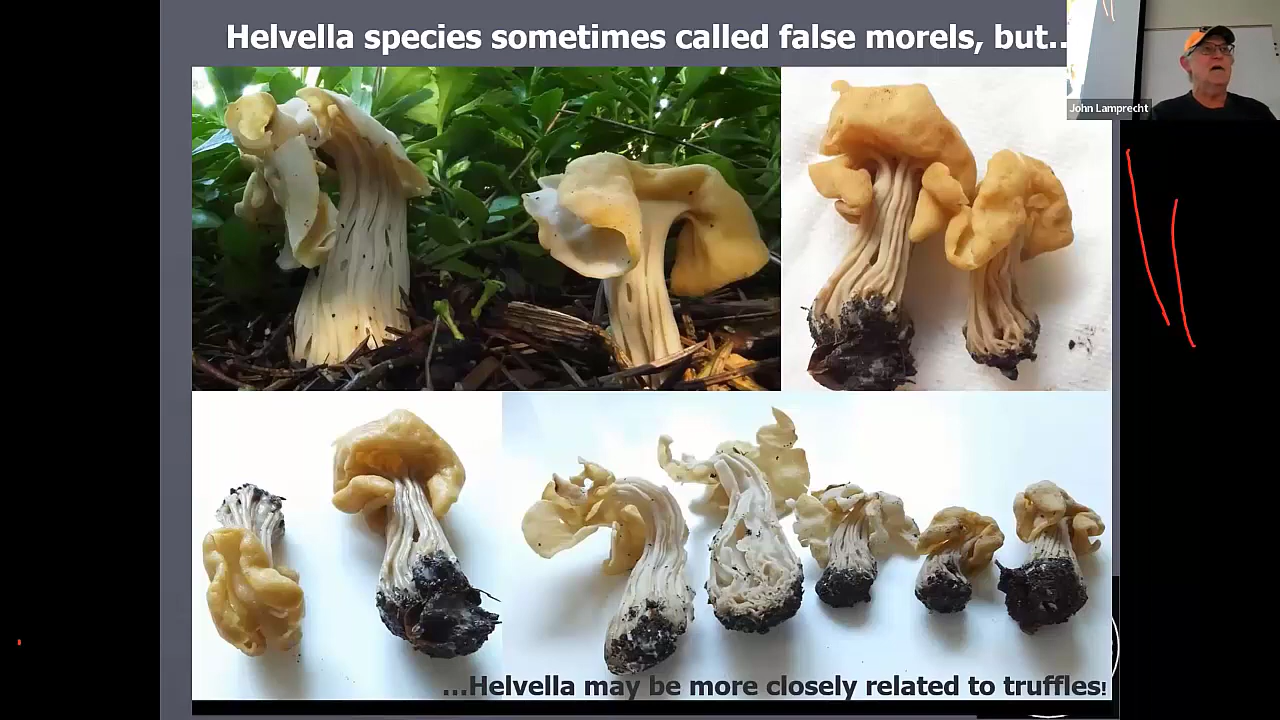 Helvella species sometimes called false morels, but..
John Lamprecht
...Helvella may be more closely related to truffles!